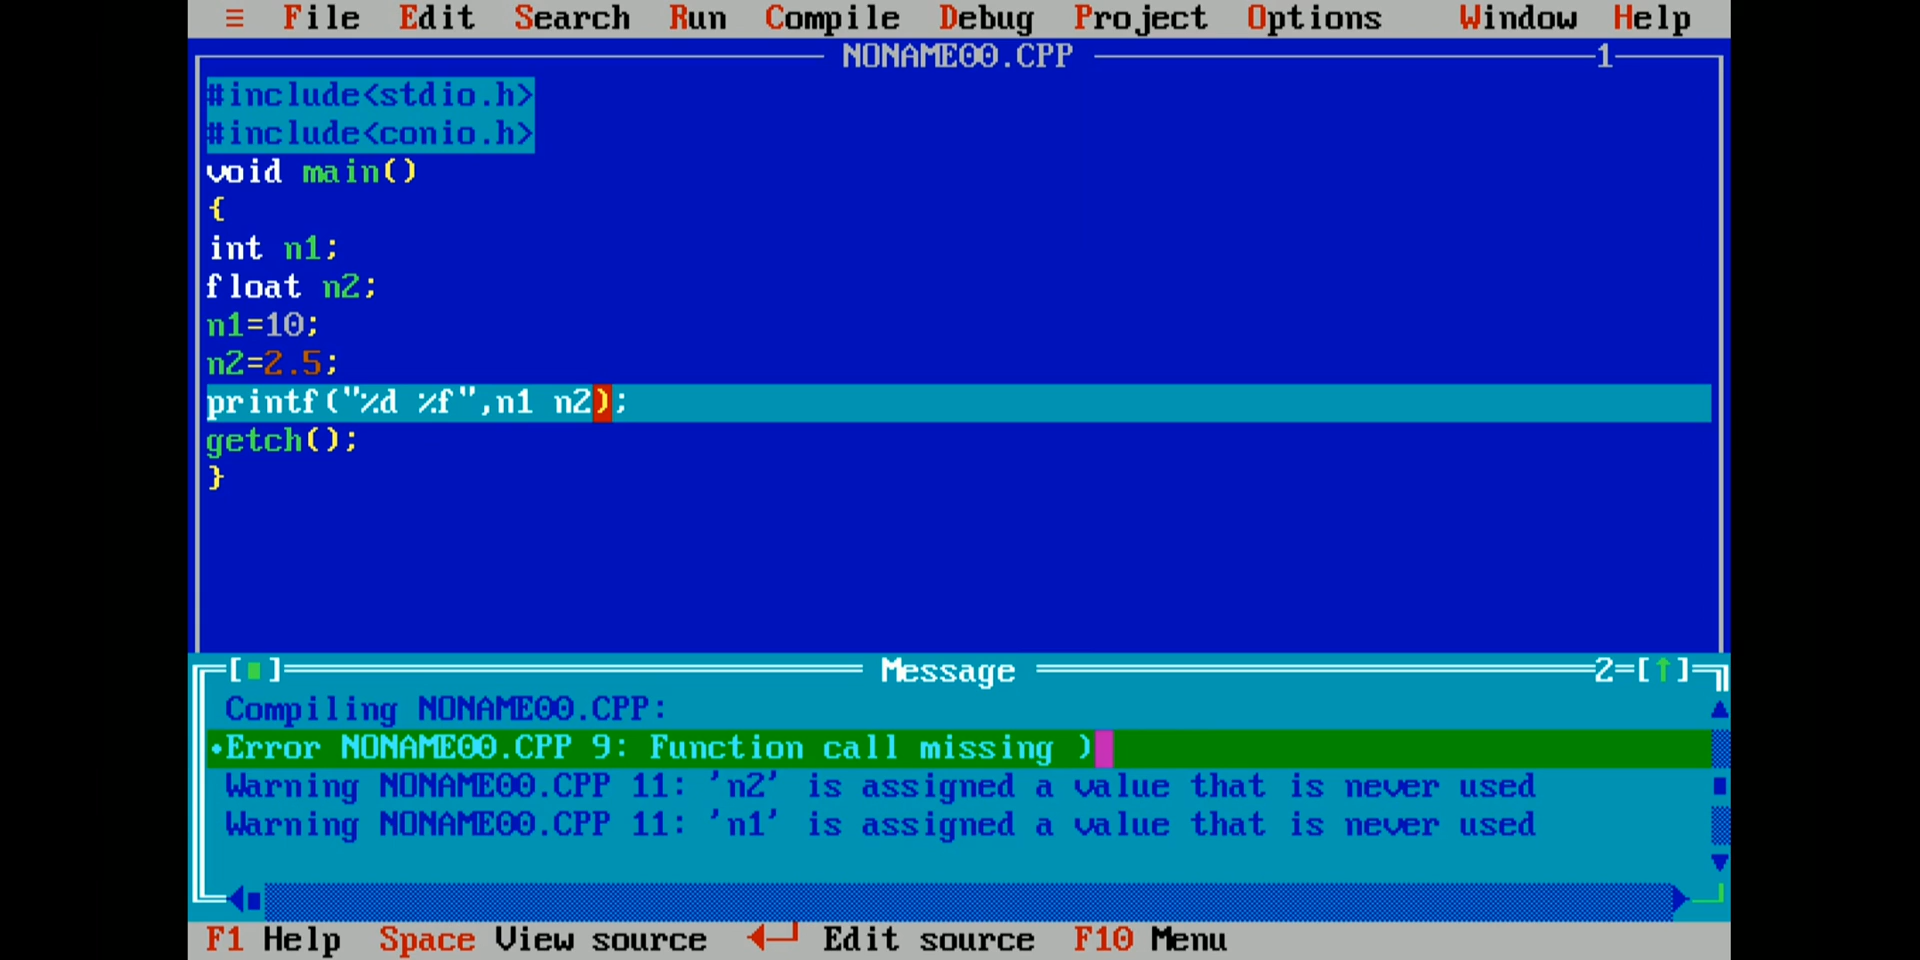 ≡ File Edit Search Run Compile Debug Project Options Window Help
NONAME00.CPP 1
#include<stdio.h>
#include<conio.h>
void main()
{
int n1;
float n2;
n1=10;
n2=2.5;
printf("%d %f",n1 n2);
getch();
}
[■] Message 2=[↑]
Compiling NONAME00.CPP:
•Error NONAME00.CPP 9: Function call missing )
Warning NONAME00.CPP 11: 'n2' is assigned a value that is never used
Warning NONAME00.CPP 11: 'n1' is assigned a value that is never used
F1 Help Space View source ◄┘ Edit source F10 Menu